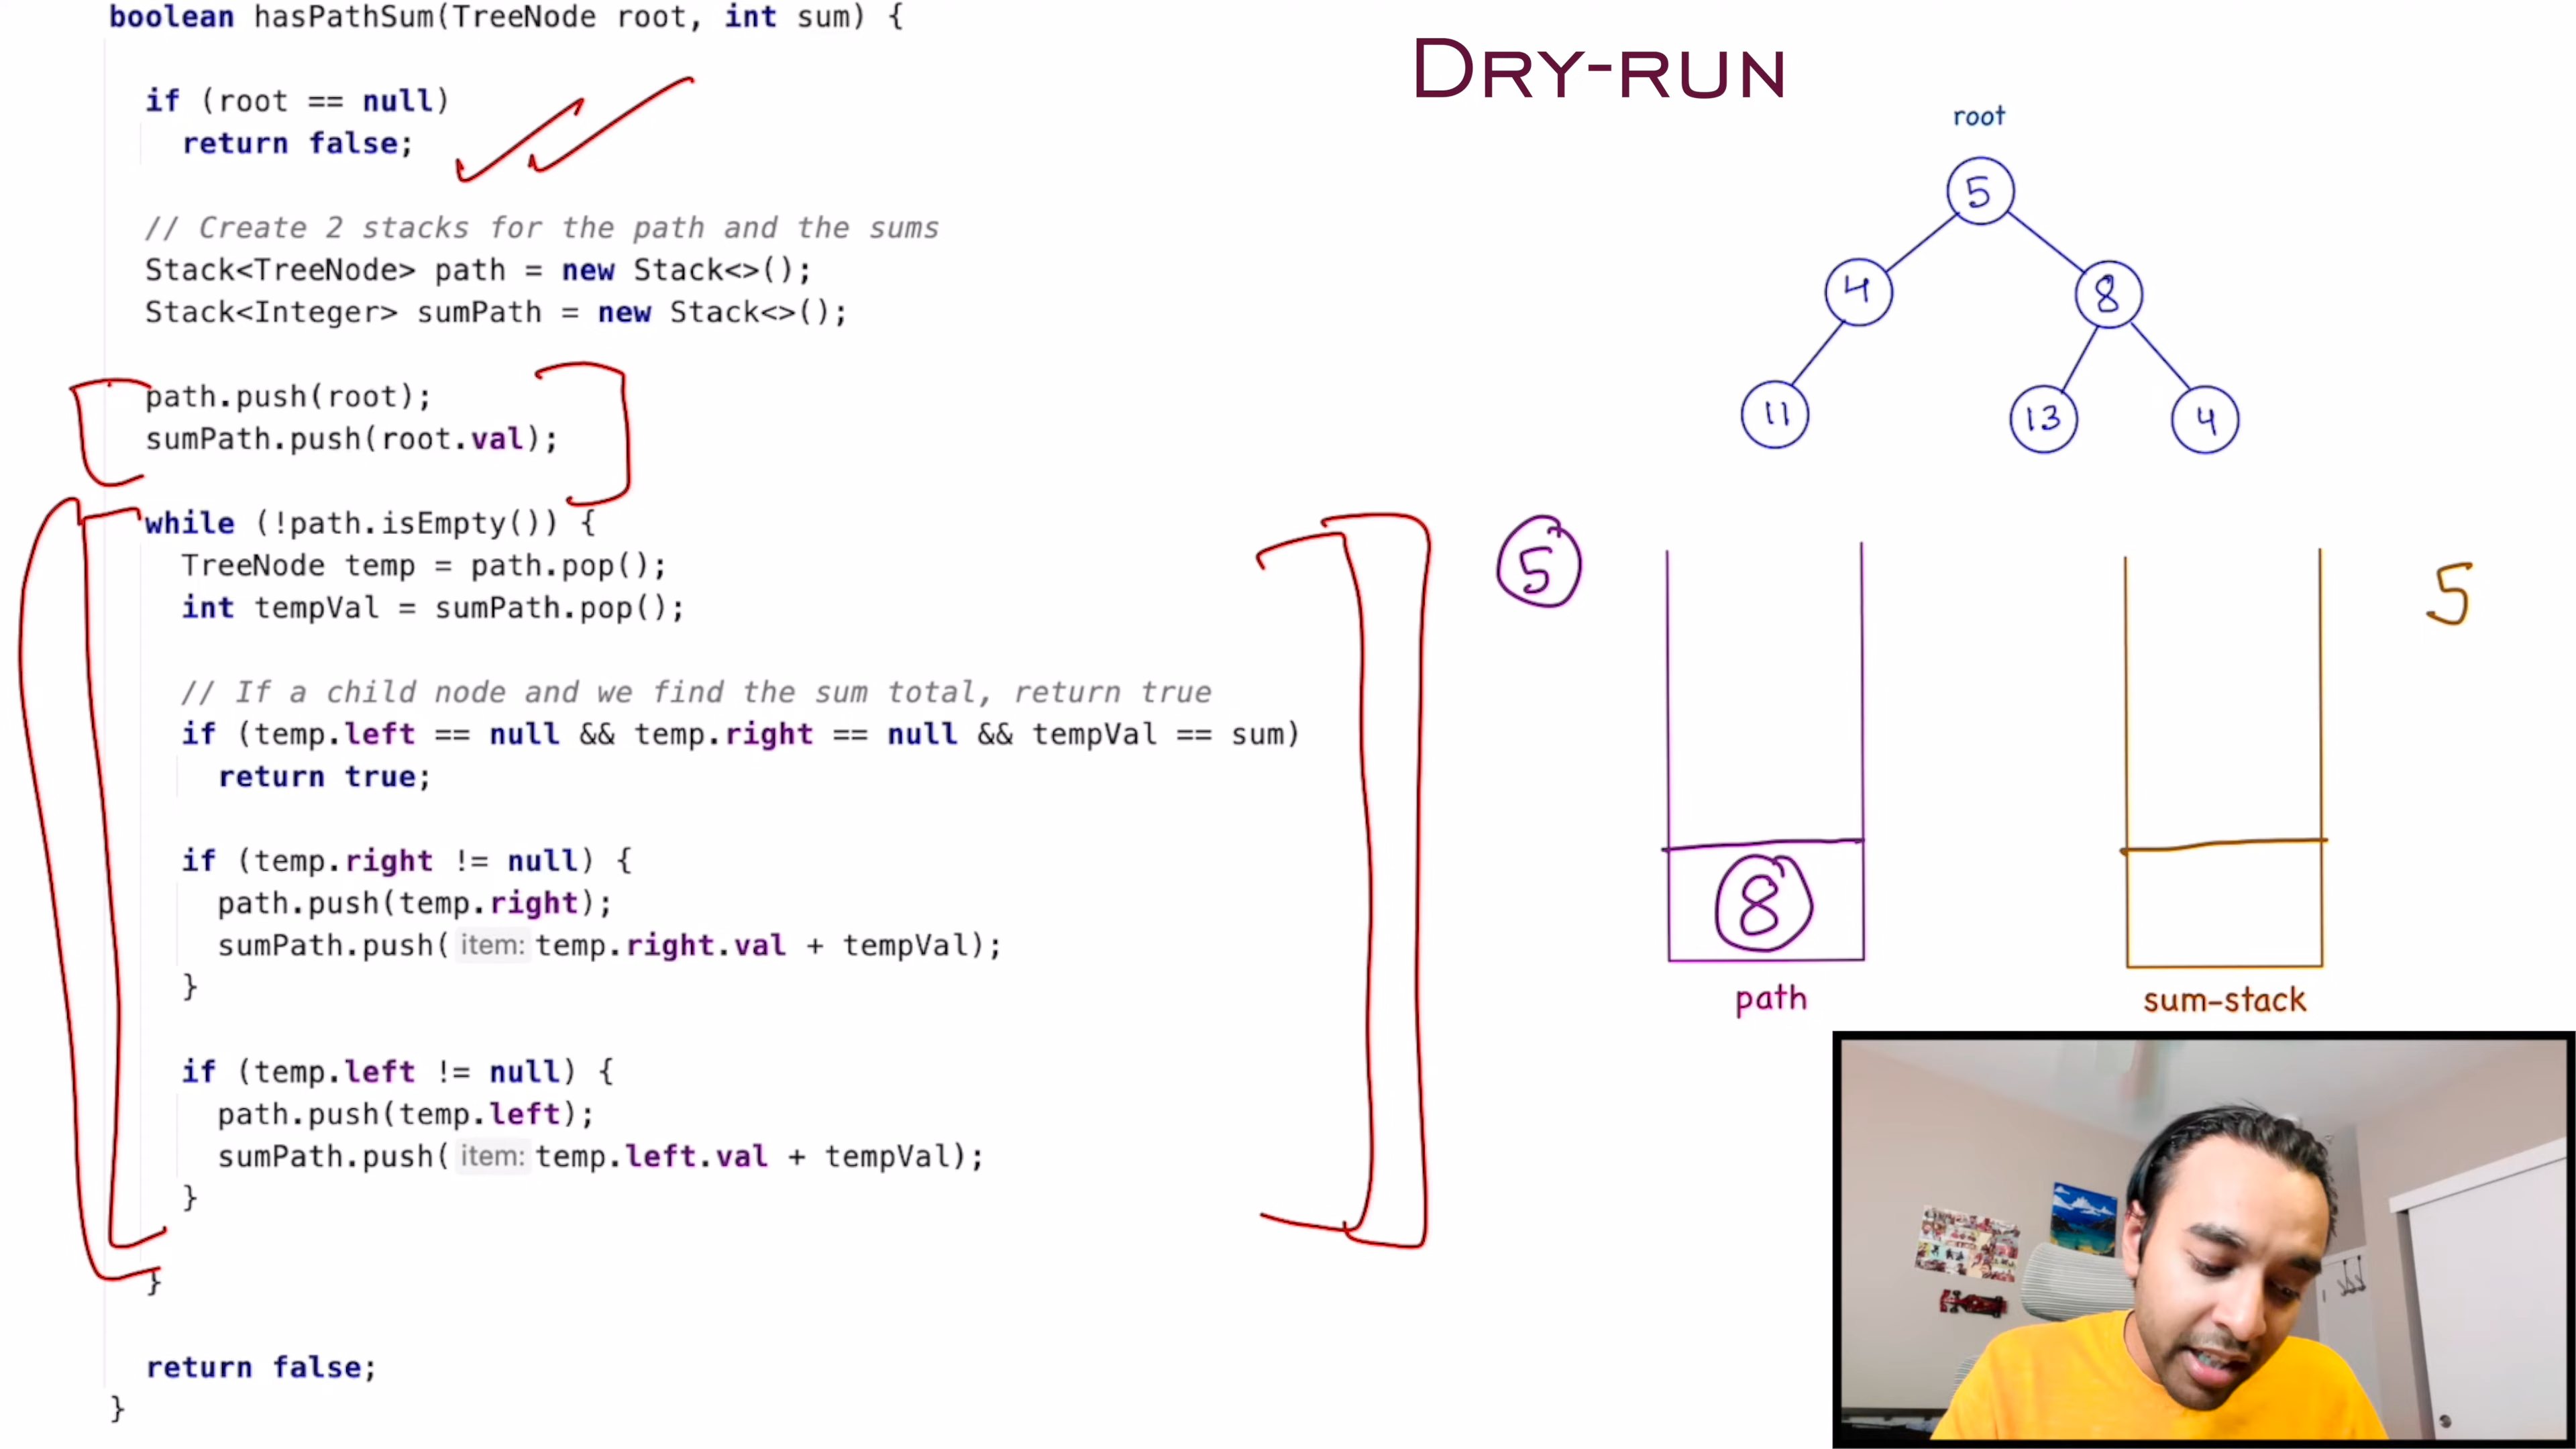 boolean hasPathSum(TreeNode root, int sum) {
if (root == null)
return false;
// Create 2 stacks for the path and the sums
Stack<TreeNode> path = new Stack<>();
Stack<Integer> sumPath = new Stack<>();
path.push(root);
sumPath.push(root.val);
while (!path.isEmpty()) {
TreeNode temp = path.pop();
int tempVal = sumPath.pop();
// If a child node and we find the sum total, return true
if (temp.left == null && temp.right == null && tempVal == sum)
return true;
if (temp.right != null) {
path.push(temp.right);
sumPath.push( item: temp.right.val + tempVal);
}
if (temp.left != null) {
path.push(temp.left);
sumPath.push( item: temp.left.val + tempVal);
}
}
return false;
}
DRY-RUN
root
5
4 8
11 13 4
5
5
8
path
sum-stack